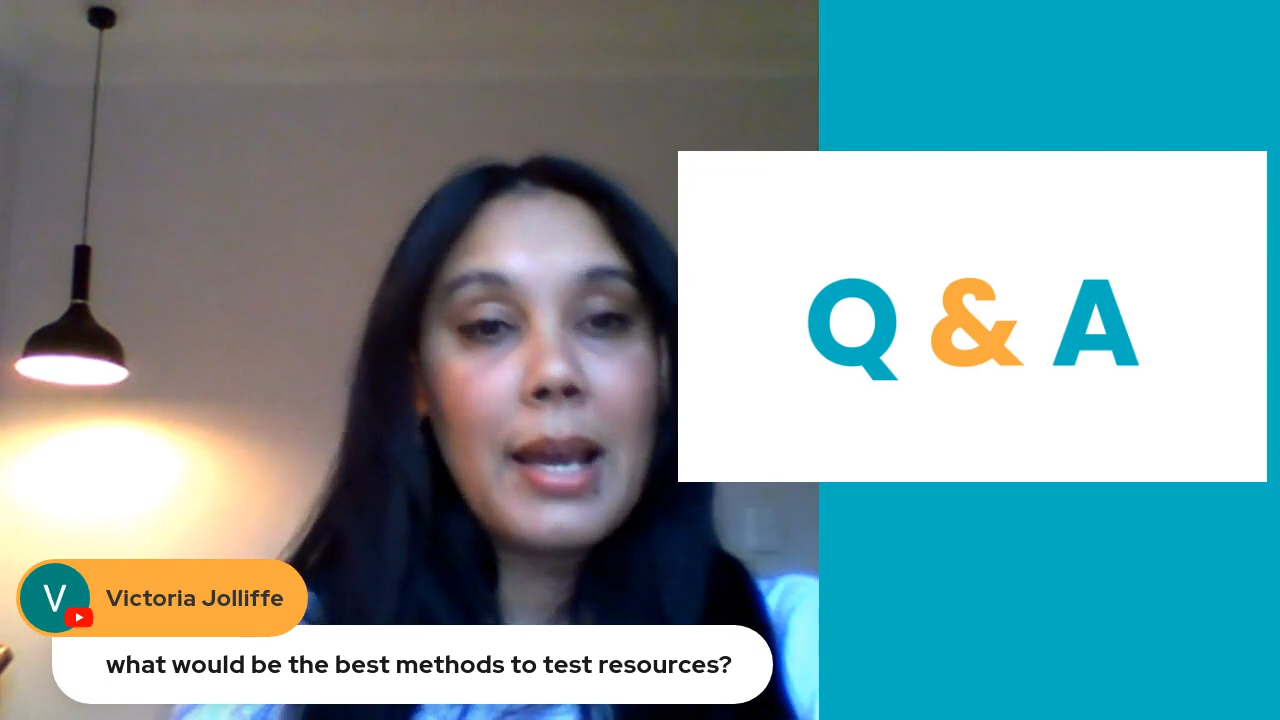 Q & A
V
Victoria Jolliffe
what would be the best methods to test resources?